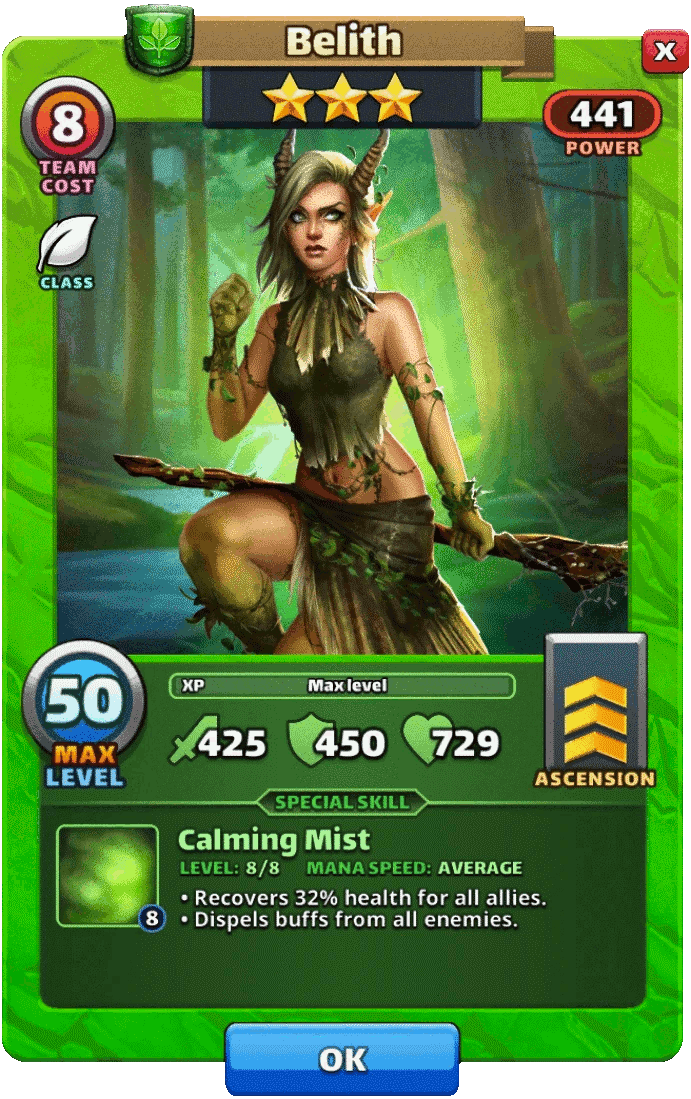 Belith
X
8
TEAM
COST
441
POWER
CLASS
50
MAX
LEVEL
XP Max level
425 450 729
ASCENSION
SPECIAL SKILL
Calming Mist
LEVEL: 8/8 MANA SPEED: AVERAGE
8
• Recovers 32% health for all allies.
• Dispels buffs from all enemies.
OK